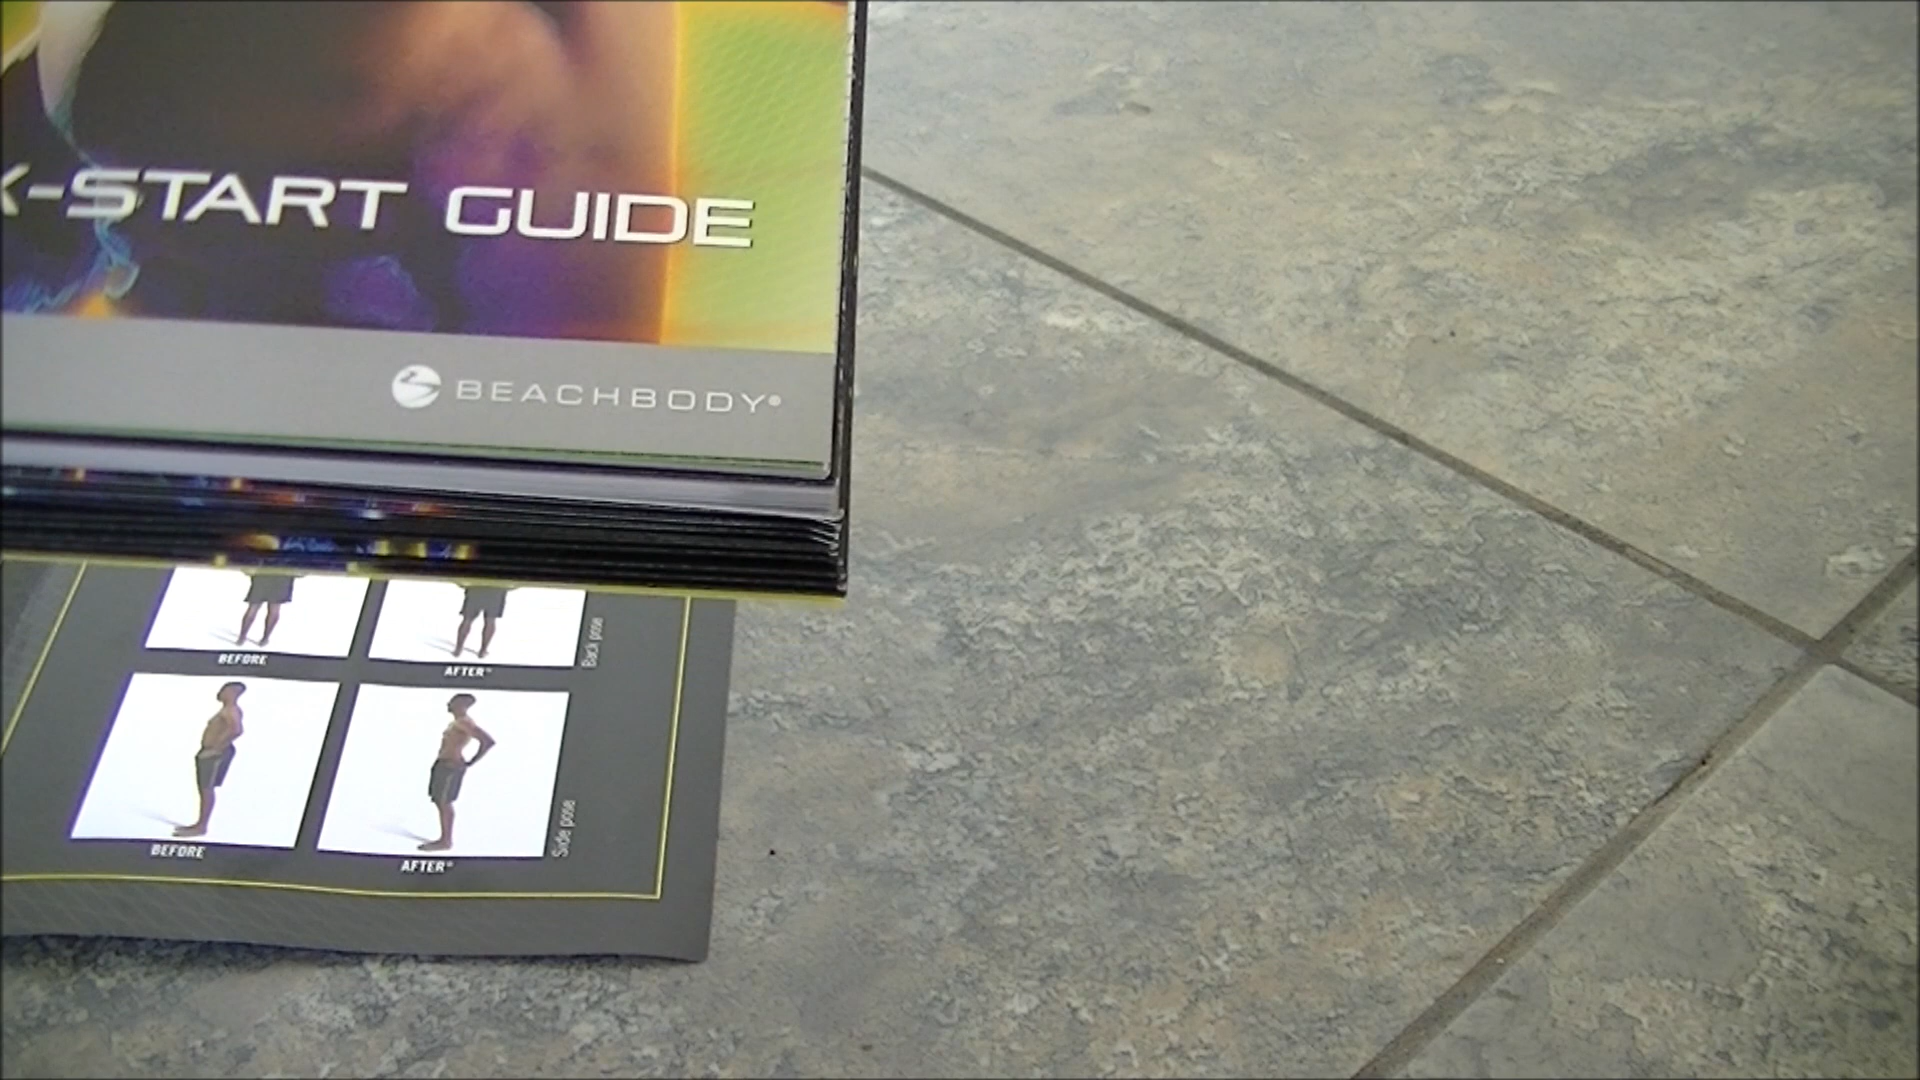 K-START GUIDE
BEACHBODY®
BEFORE
AFTER*
Back pose
BEFORE
AFTER*
Side pose